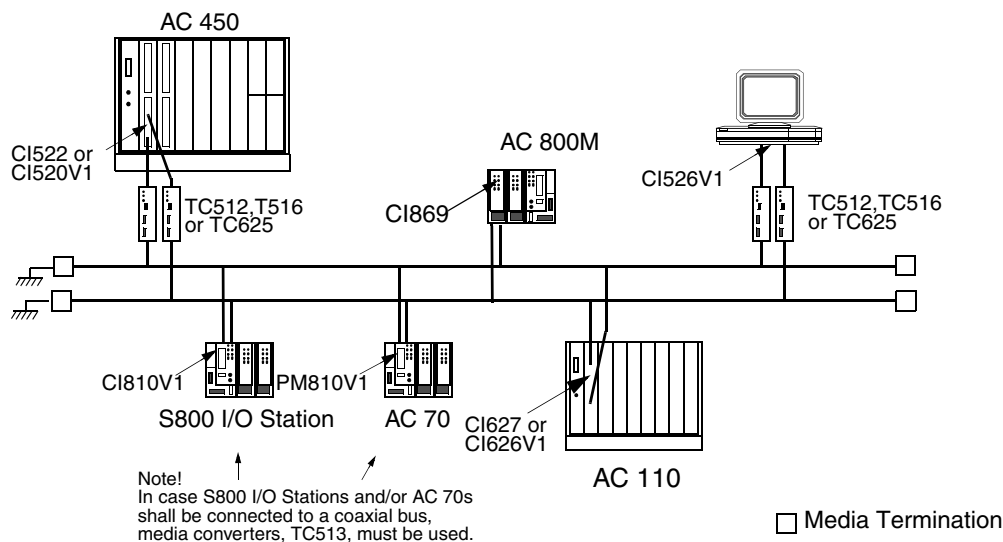 AC 450
CI522 or
CI520V1
TC512,T516
or TC625
AC 800M
CI869
CI526V1
TC512,TC516
or TC625
CI810V1
S800 I/O Station
PM810V1
AC 70
CI627 or
CI626V1
AC 110
Note!
In case S800 I/O Stations and/or AC 70s
shall be connected to a coaxial bus,
media converters, TC513, must be used.
Media Termination